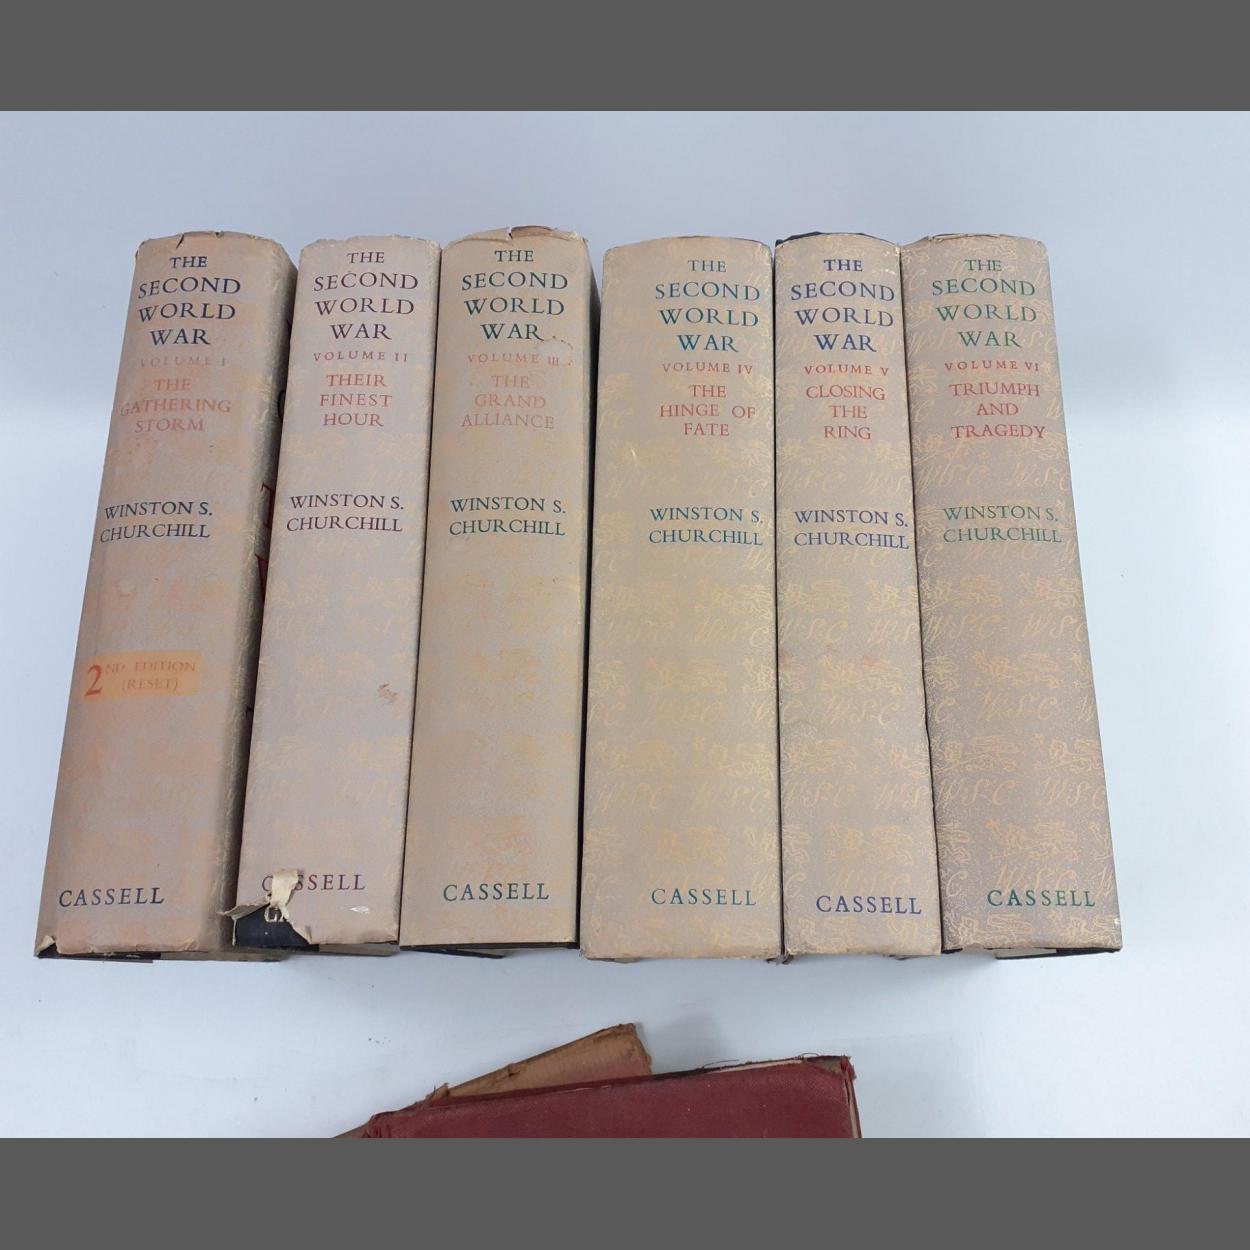 THE
SECOND
WORLD
WAR
VOLUME I
THE
GATHERING
STORM
WINSTON S.
CHURCHILL
2ND EDITION
(RESET)
CASSELL
THE
SECOND
WORLD
WAR
VOLUME II
THEIR
FINEST
HOUR
WINSTON S.
CHURCHILL
CASSELL
THE
SECOND
WORLD
WAR
VOLUME III
THE
GRAND
ALLIANCE
WINSTON S.
CHURCHILL
CASSELL
THE
SECOND
WORLD
WAR
VOLUME IV
THE
HINGE OF
FATE
WINSTON S.
CHURCHILL
CASSELL
THE
SECOND
WORLD
WAR
VOLUME V
CLOSING
THE
RING
WINSTON S.
CHURCHILL
CASSELL
THE
SECOND
WORLD
WAR
VOLUME VI
TRIUMPH
AND
TRAGEDY
WINSTON S.
CHURCHILL
CASSELL